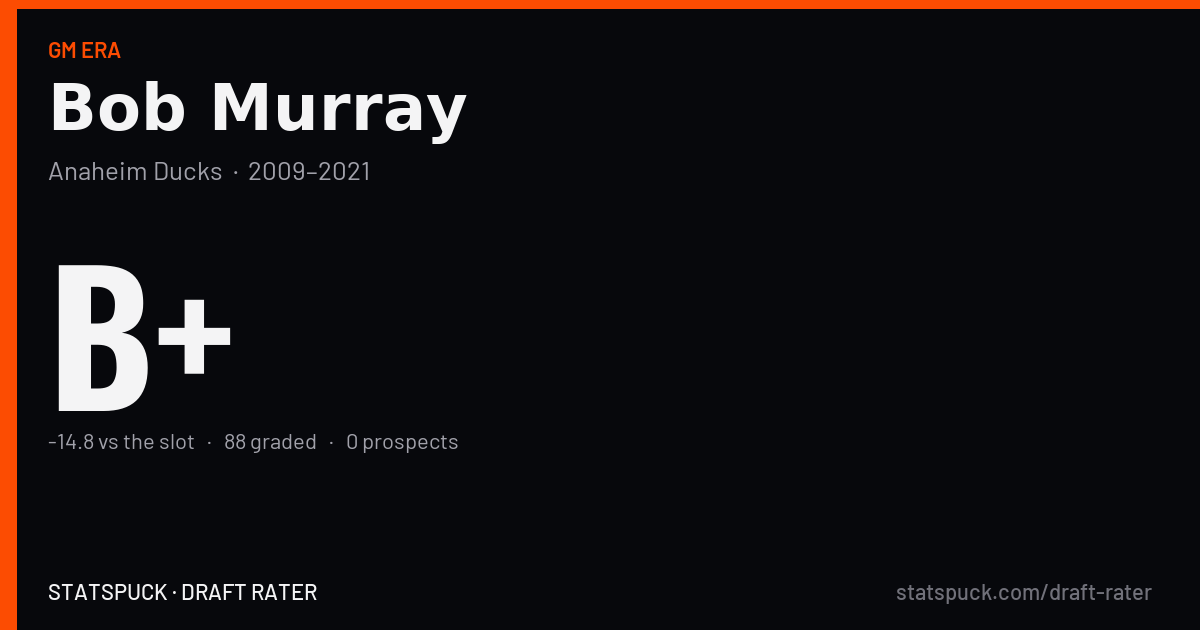 GM ERA
Bob Murray
Anaheim Ducks · 2009–2021
B+
-14.8 vs the slot · 88 graded · 0 prospects
STATSPUCK · DRAFT RATER
statspuck.com/draft-rater